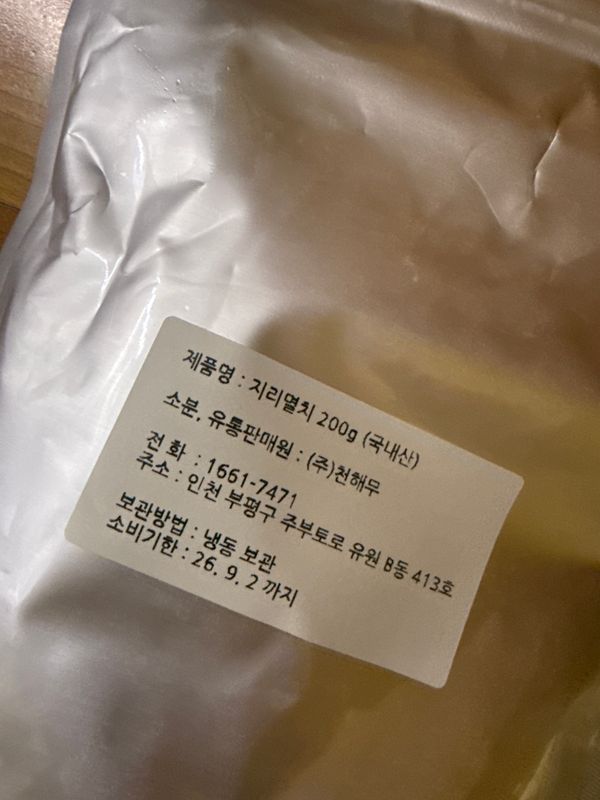 제품명 : 지리멸치 200g (국내산)
소분, 유통판매원 : (주)천해무
전 화 : 1661-7471
주소 : 인천 부평구 주부토로 유원 B동 413호
보관방법 : 냉동 보관
소비기한 : 26. 9. 2 까지